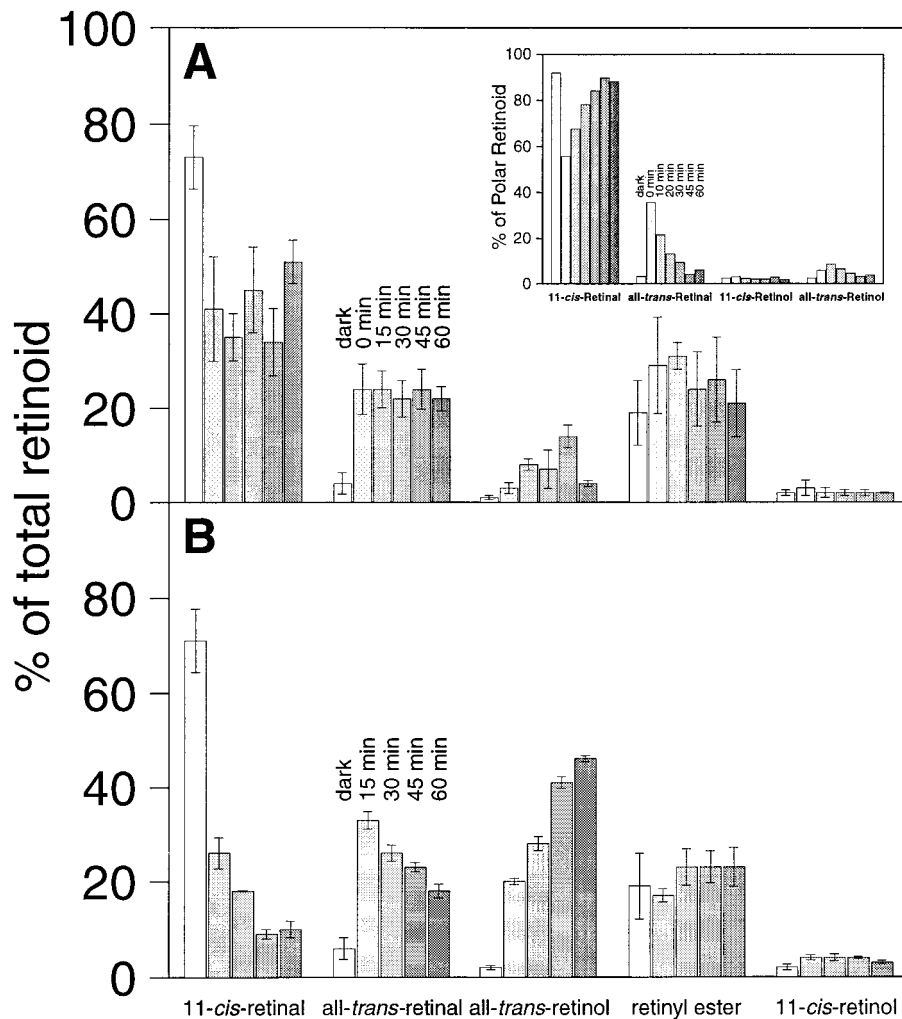 % of total retinoid
100
80
60
40
20
0
A
dark
0 min
15 min
30 min
45 min
60 min
% of Polar Retinoid
100
80
60
40
20
0
dark
0 min
10 min
20 min
30 min
45 min
60 min
11-cis-Retinal all-trans-Retinal 11-cis-Retinol all-trans-Retinol
B
80
60
40
20
0
dark
15 min
30 min
45 min
60 min
11-cis-retinal all-trans-retinal all-trans-retinol retinyl ester 11-cis-retinol